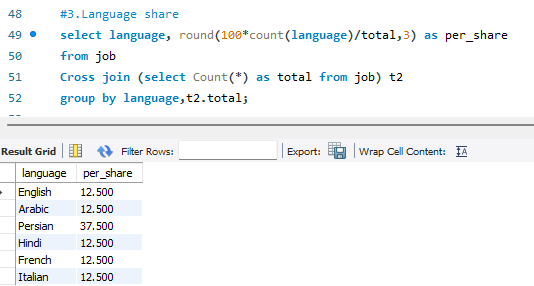 48 #3.Language share
49 select language, round(100*count(language)/total,3) as per_share
50 from job
51 Cross join (select Count(*) as total from job) t2
52 group by language,t2.total;
Result Grid Filter Rows: Export: Wrap Cell Content:
language per_share
English 12.500
Arabic 12.500
Persian 37.500
Hindi 12.500
French 12.500
Italian 12.500